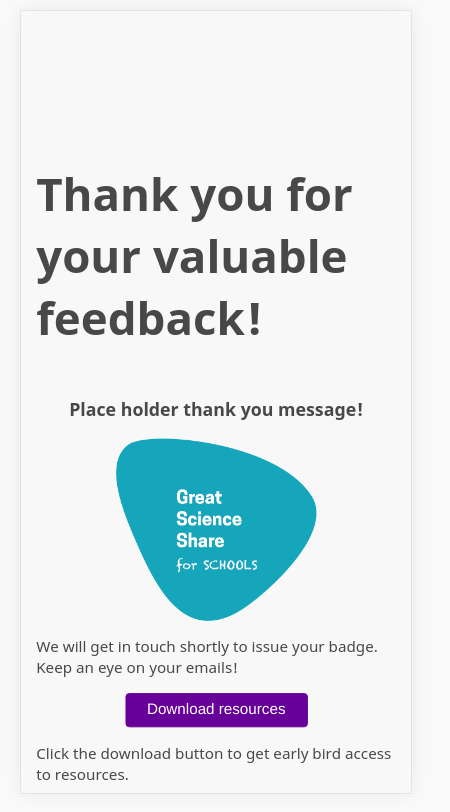 Thank you for
your valuable
feedback!
Place holder thank you message!
Great
Science
Share
for SCHOOLS
We will get in touch shortly to issue your badge.
Keep an eye on your emails!
Download resources
Click the download button to get early bird access
to resources.